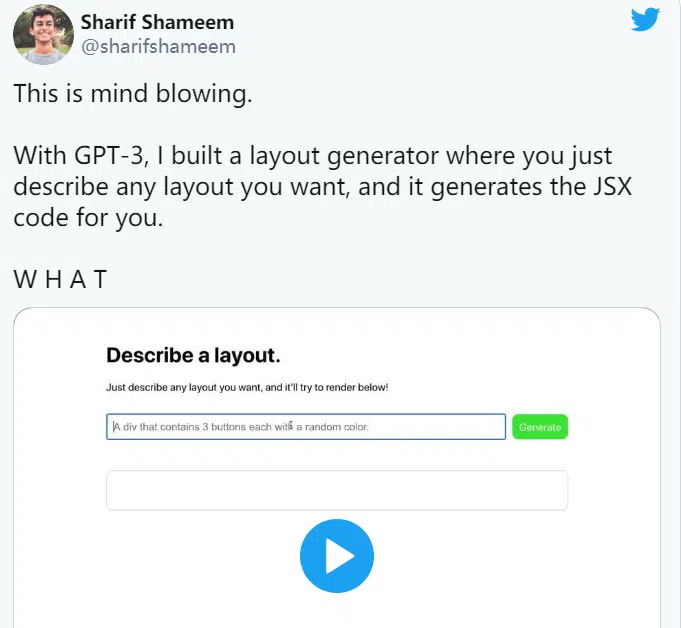 Sharif Shameem
@sharifshameem
This is mind blowing.
With GPT-3, I built a layout generator where you just
describe any layout you want, and it generates the JSX
code for you.
W H A T
Describe a layout.
Just describe any layout you want, and it'll try to render below!
A div that contains 3 buttons each with a random color.
Generate